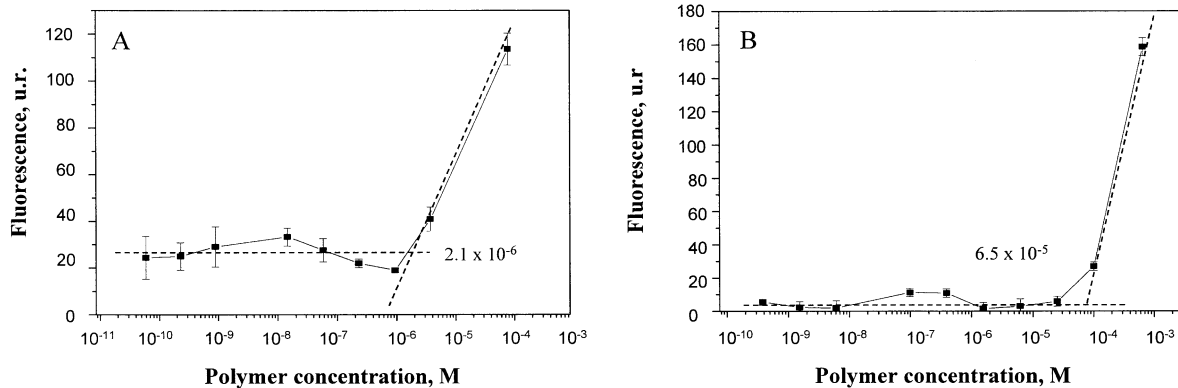 A
Fluorescence, u.r.
120
100
80
60
40
20
0
2.1 x 10⁻⁶
10⁻¹¹ 10⁻¹⁰ 10⁻⁹ 10⁻⁸ 10⁻⁷ 10⁻⁶ 10⁻⁵ 10⁻⁴ 10⁻³
Polymer concentration, M
B
Fluorescence, u.r
180
160
140
120
100
80
60
40
20
0
6.5 x 10⁻⁵
10⁻¹⁰ 10⁻⁹ 10⁻⁸ 10⁻⁷ 10⁻⁶ 10⁻⁵ 10⁻⁴ 10⁻³
Polymer concentration, M